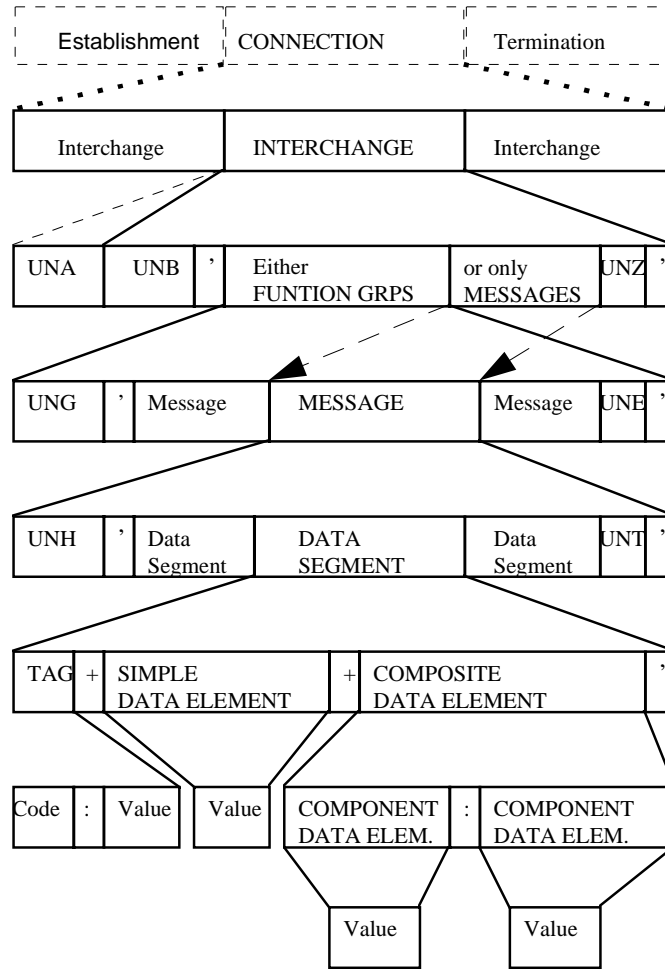 Establishment CONNECTION Termination
Interchange INTERCHANGE Interchange
UNA UNB ’ Either or only UNZ ’
FUNTION GRPS MESSAGES
UNG ’ Message MESSAGE Message UNE ’
UNH ’ Data DATA Data UNT ’
Segment SEGMENT Segment
TAG + SIMPLE + COMPOSITE ’
DATA ELEMENT DATA ELEMENT
Code : Value Value COMPONENT : COMPONENT
DATA ELEM. DATA ELEM.
Value Value